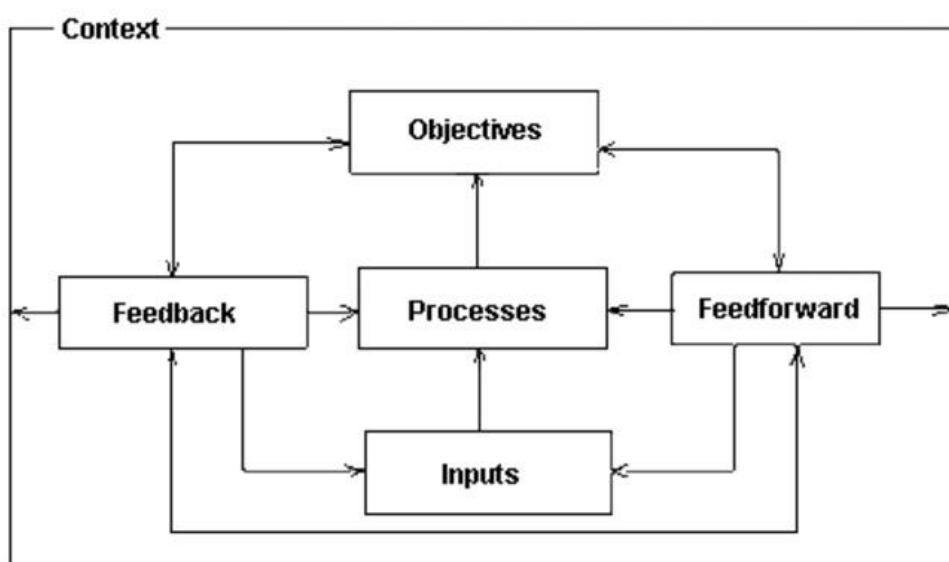 Context
Objectives
Feedback
Processes
Feedforward
Inputs